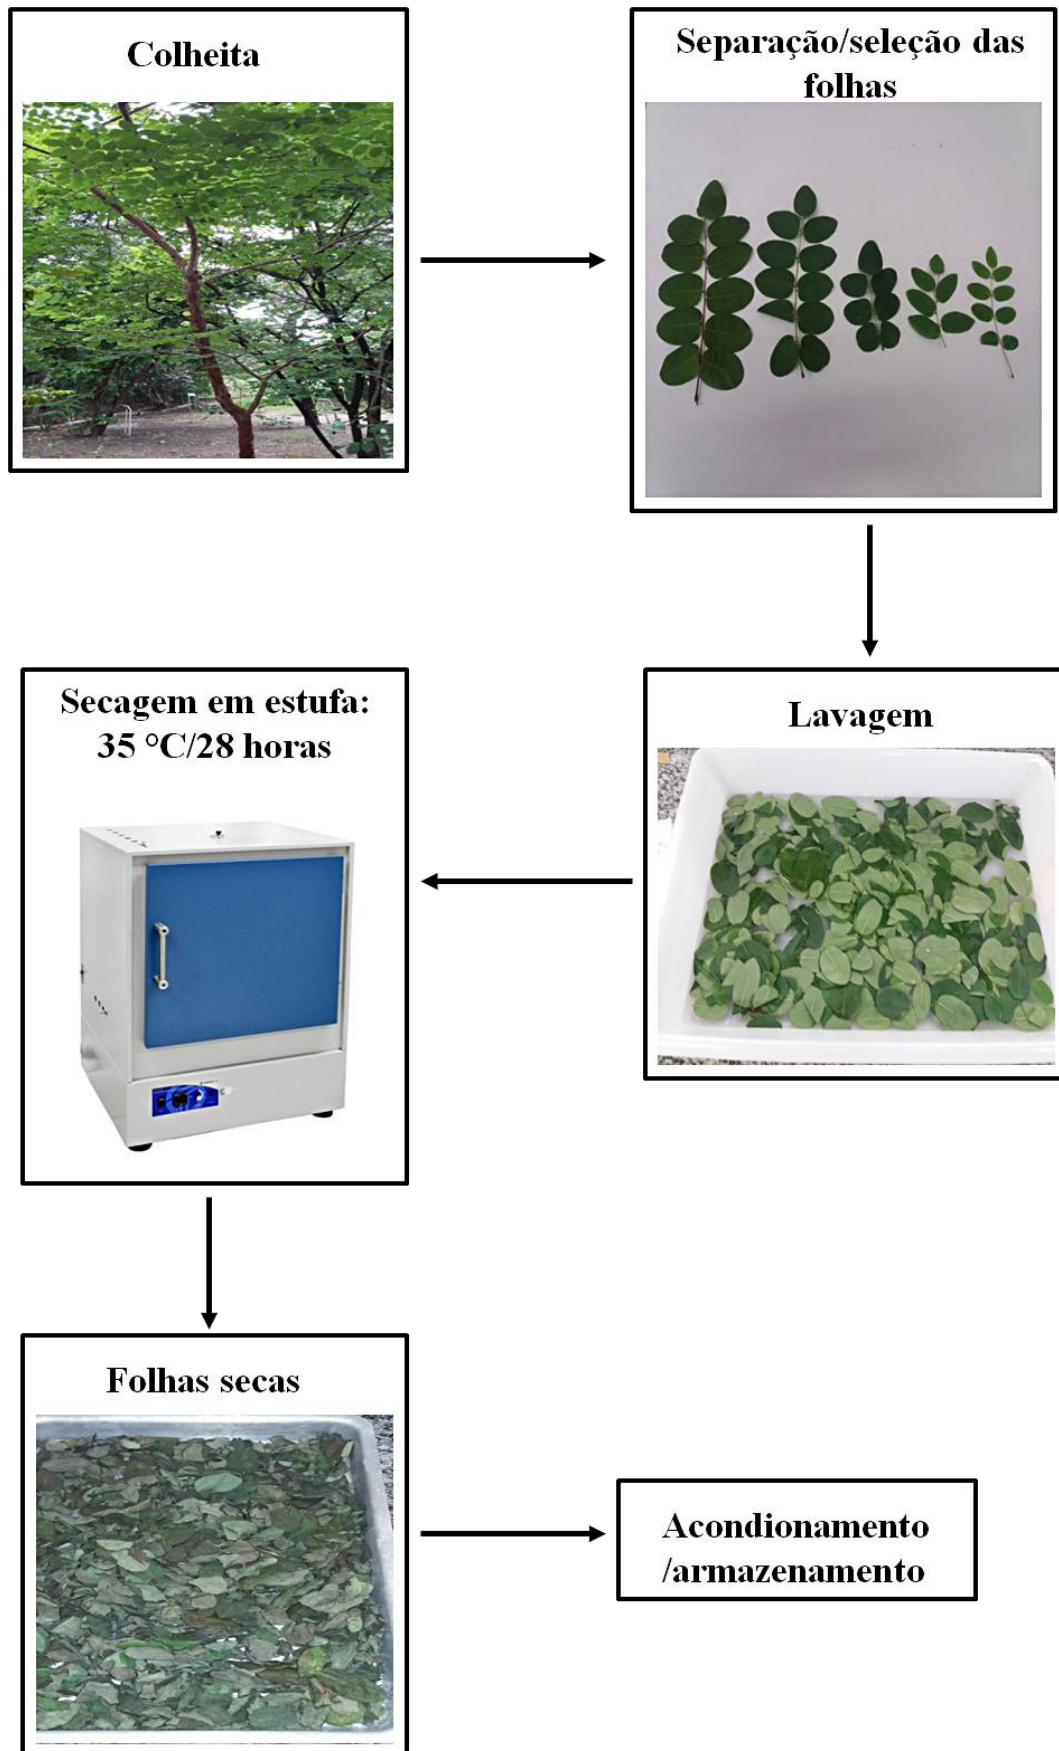 Colheita
Separação/seleção das
folhas
Lavagem
Secagem em estufa:
35 °C/28 horas
Folhas secas
Acondionamento
/armazenamento